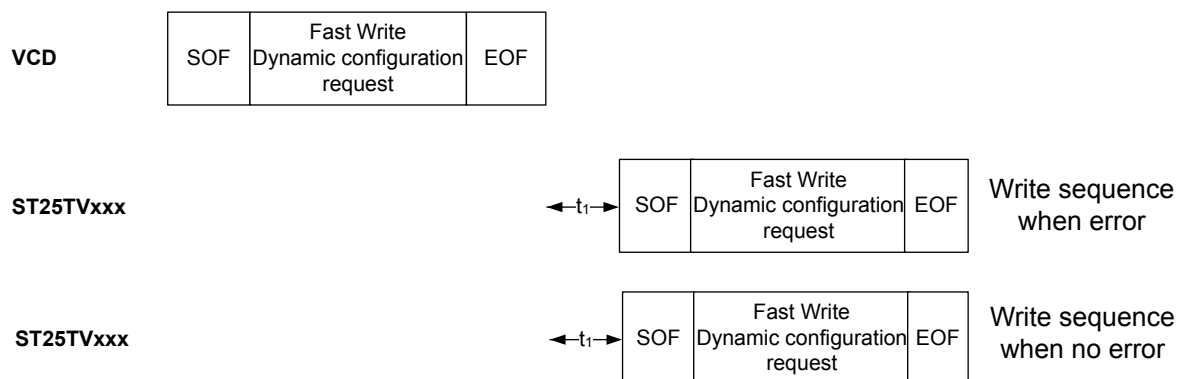 VCD
SOF
Fast Write
Dynamic configuration
request
EOF
ST25TVxxx
t1
SOF
Fast Write
Dynamic configuration
request
EOF
Write sequence
when error
ST25TVxxx
t1
SOF
Fast Write
Dynamic configuration
request
EOF
Write sequence
when no error